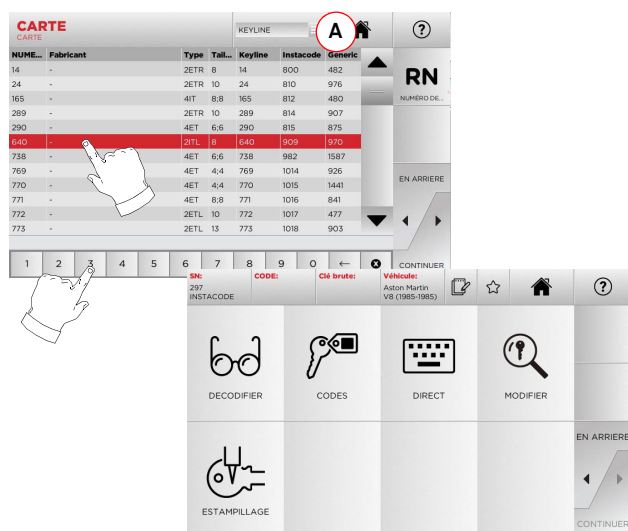 CARTE
CARTE
KEYLINE
A
?
NUME... Fabricant Type Tail... Keyline Instacode Generic
14 - 2ETR 8 14 800 482
24 - 2ETR 10 24 810 976
165 - 4IT 8;8 165 812 480
289 - 2ETR 10 289 814 907
290 - 4ET 6;6 290 815 875
640 - 2ITL 8 640 909 970
738 - 4ET 6;6 738 982 1587
769 - 4ET 4;4 769 1014 926
770 - 4ET 4;4 770 1015 1441
771 - 4ET 8;8 771 1016 841
772 - 2ETL 10 772 1017 477
773 - 2ETL 13 773 1018 903
RN
NUMÉRO DE...
EN ARRIERE
CONTINUER
1 2 3 4 5 6 7 8 9 0 ←
SN: CODE: Clé brute: Véhicule:
297 Aston Martin
INSTACODE V8 (1985-1985)
?
DECODIFIER CODES DIRECT MODIFIER
ESTAMPILLAGE
EN ARRIERE
CONTINUER